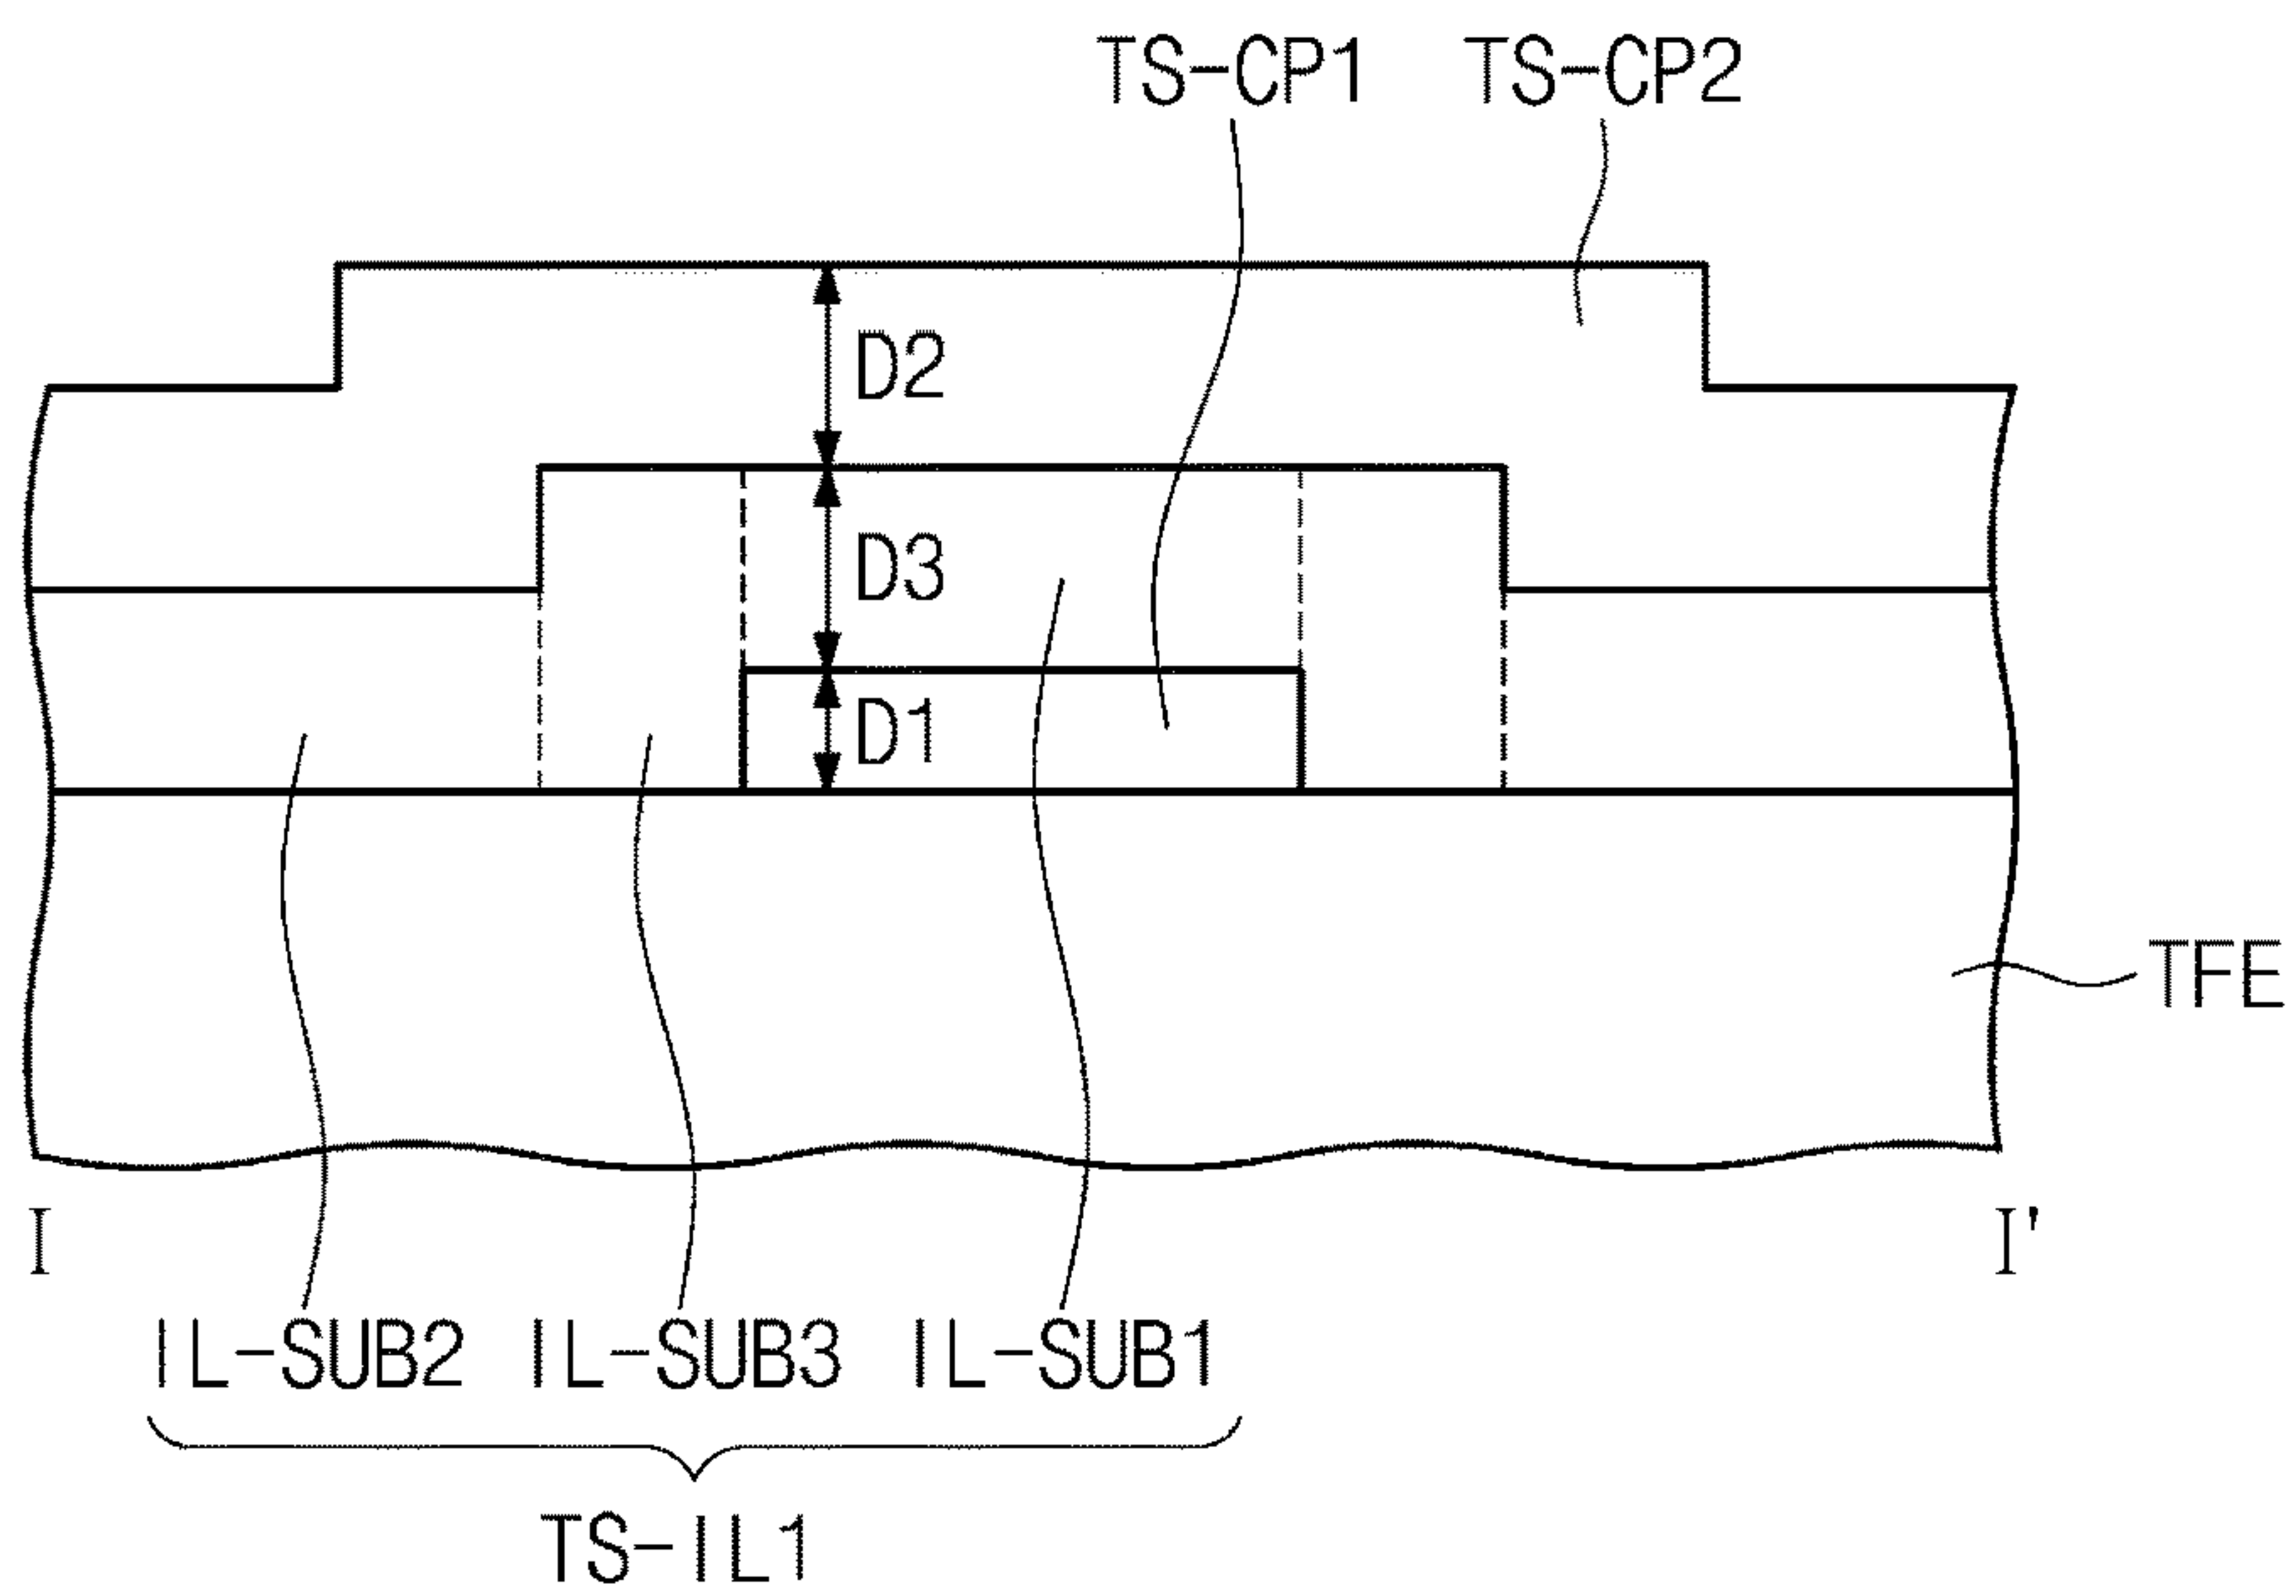 TS-CP1 TS-CP2
D2
D3
D1
TFE
I I'
IL-SUB2 IL-SUB3 IL-SUB1
TS-IL1